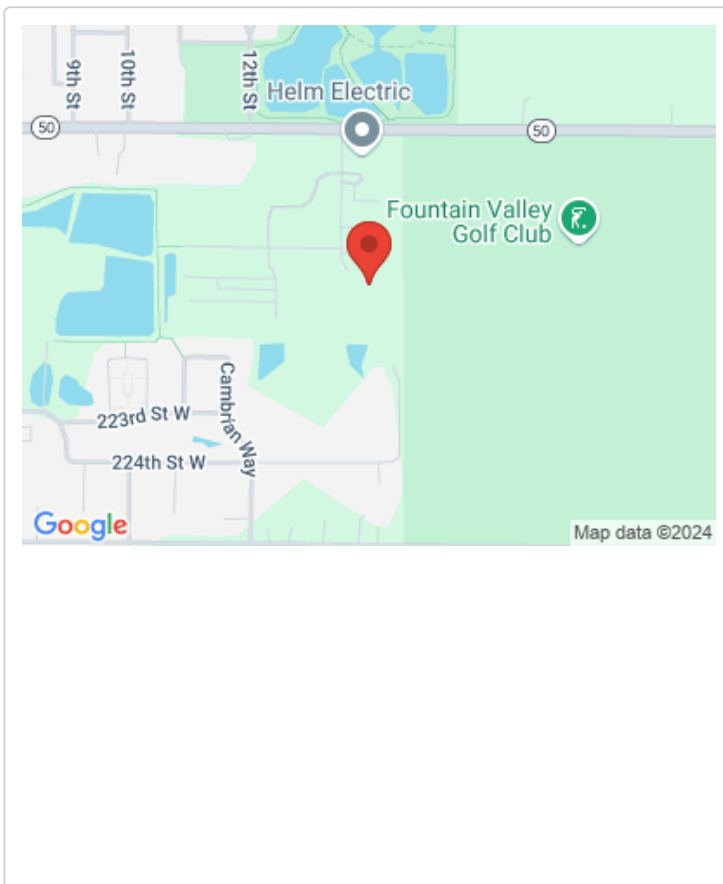 9th St
10th St
12th St
Helm Electric
50
50
Fountain Valley
Golf Club
Cambrian Way
223rd St W
224th St W
Google
Map data ©2024